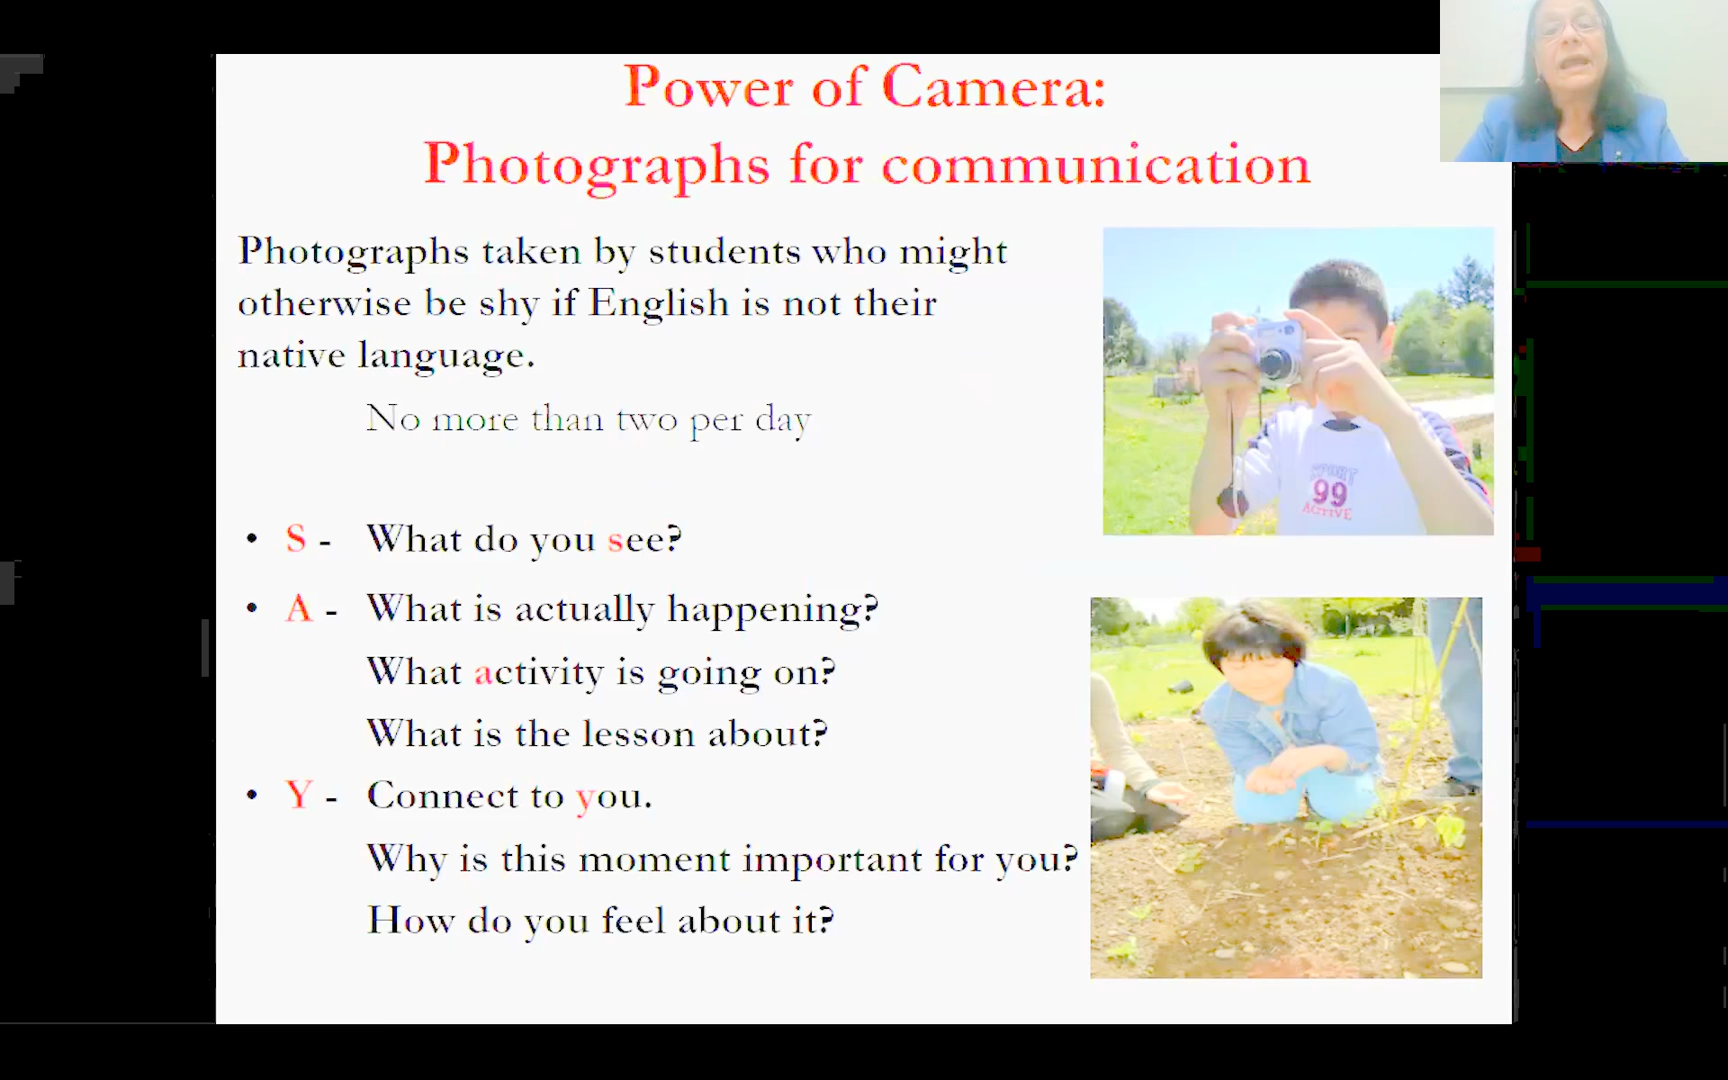 Power of Camera:
Photographs for communication
Photographs taken by students who might
otherwise be shy if English is not their
native language.
No more than two per day
• S - What do you see?
• A - What is actually happening?
What activity is going on?
What is the lesson about?
• Y - Connect to you.
Why is this moment important for you?
How do you feel about it?
SPORT
99
ACTIVE